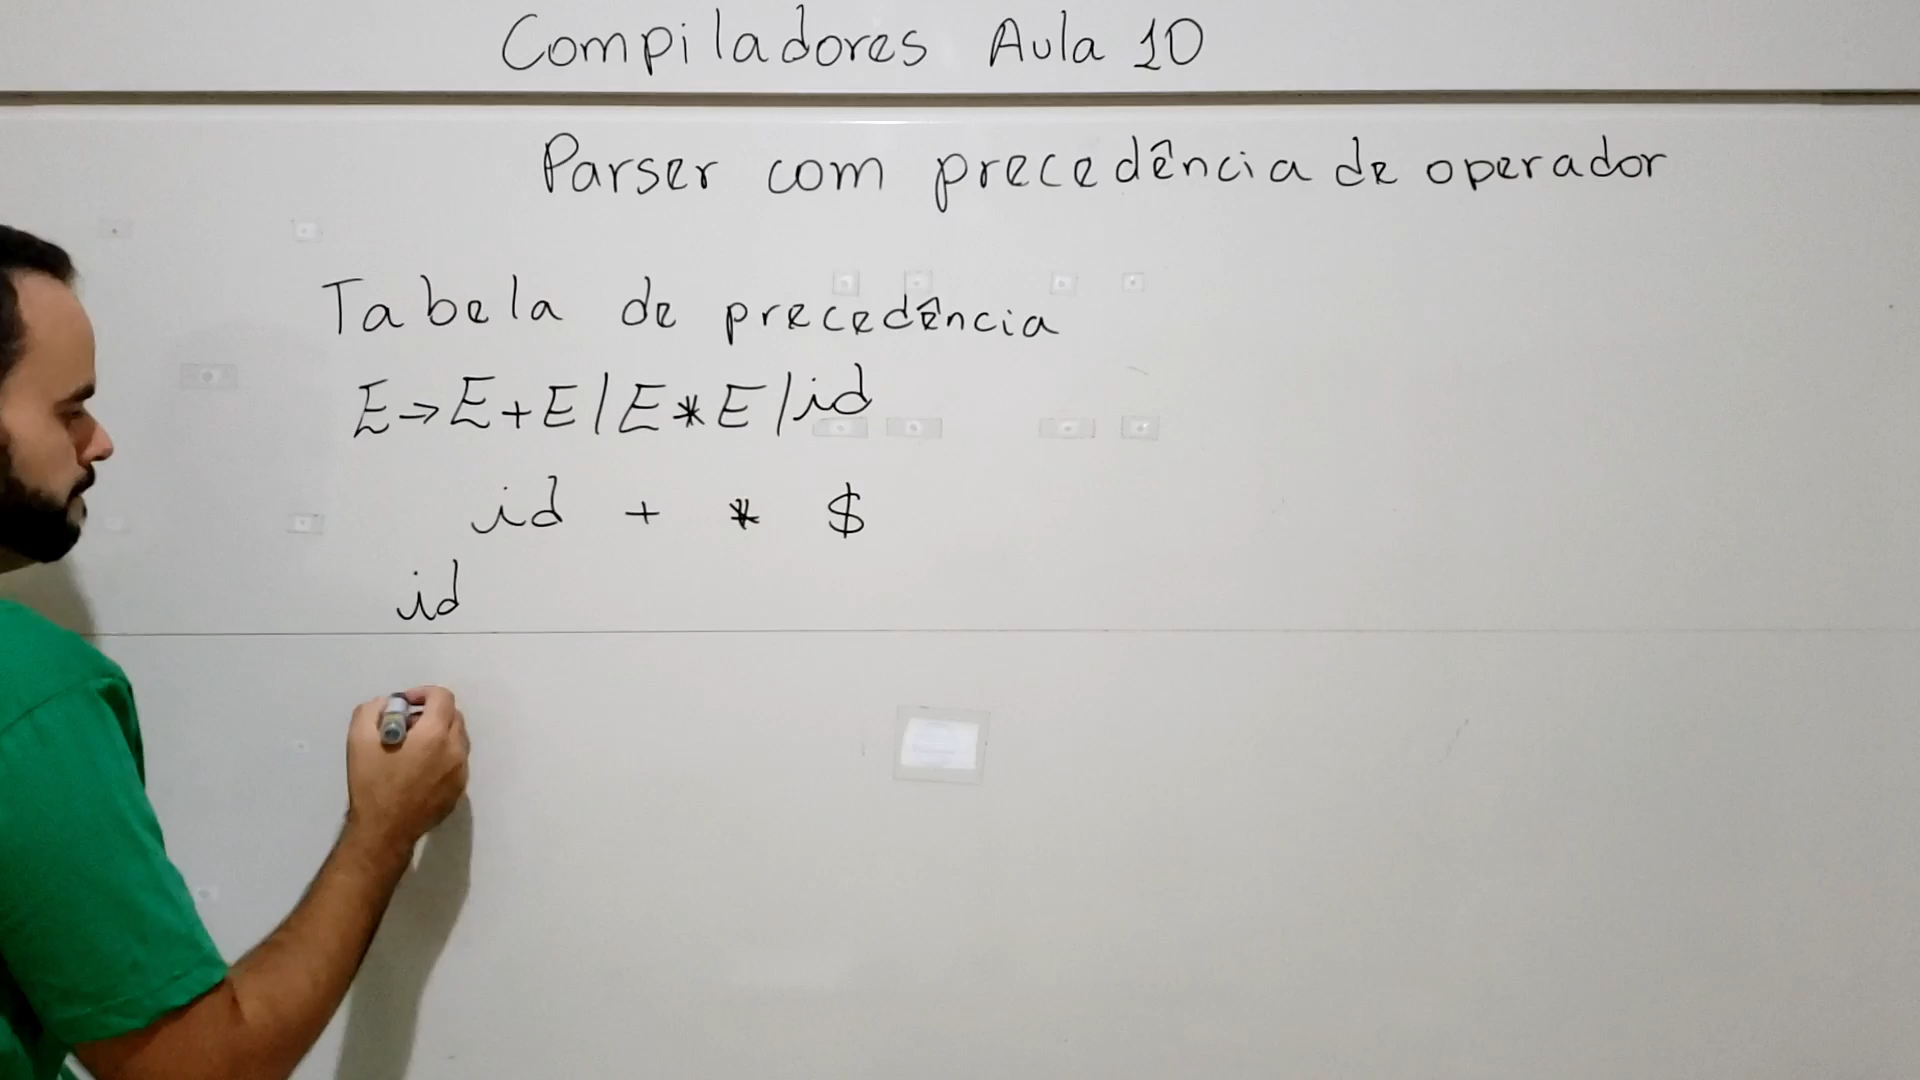 Compiladores Aula 10
Parser com precedência de operador
Tabela de precedência
E→E+E/E*E/id
id + * $
id